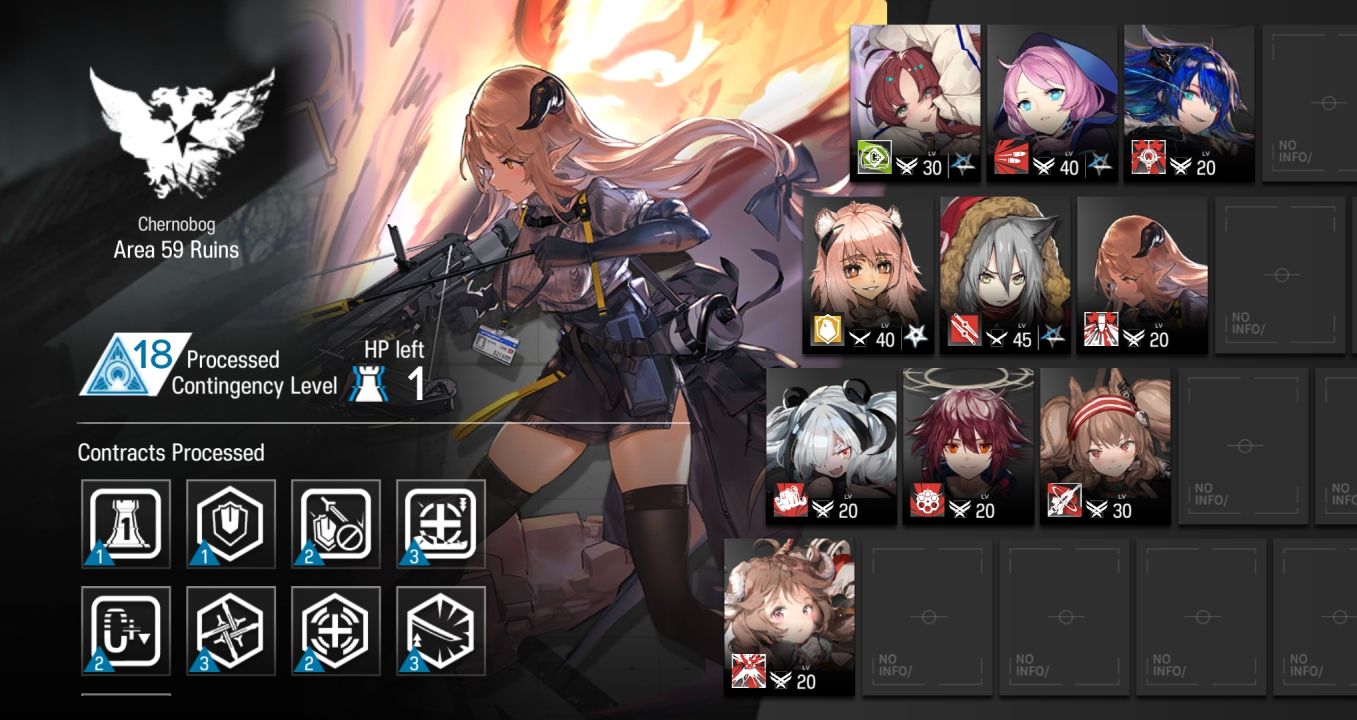 Chernobog
Area 59 Ruins
18 Processed
Contingency Level
HP left
1
Contracts Processed
1
1
1
2
3
2
3
2
3
LV
30
LV
40
LV
20
NO
INFO/
LV
40
LV
45
LV
20
NO
INFO/
LV
20
LV
20
LV
30
NO
INFO/
NO
INFO/
LV
20
NO
INFO/
NO
INFO/
NO
INFO/
NO
INFO/